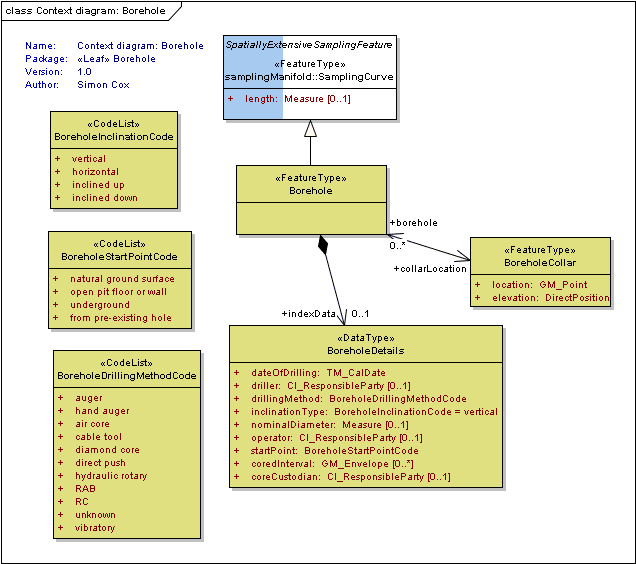 class Context diagram: Borehole
Name: Context diagram: Borehole
Package: «Leaf» Borehole
Version: 1.0
Author: Simon Cox
SpatiallyExtensiveSamplingFeature
«FeatureType»
samplingManifold::SamplingCurve
+ length: Measure [0..1]
«CodeList»
BoreholeInclinationCode
+ vertical
+ horizontal
+ inclined up
+ inclined down
«FeatureType»
Borehole
+borehole
0..*
+collarLocation
«FeatureType»
BoreholeCollar
+ location: GM_Point
+ elevation: DirectPosition
«CodeList»
BoreholeStartPointCode
+ natural ground surface
+ open pit floor or wall
+ underground
+ from pre-existing hole
+indexData
0..1
«DataType»
BoreholeDetails
+ dateOfDrilling: TM_CalDate
+ driller: CI_ResponsibleParty [0..1]
+ drillingMethod: BoreholeDrillingMethodCode
+ inclinationType: BoreholeInclinationCode = vertical
+ nominalDiameter: Measure [0..1]
+ operator: CI_ResponsibleParty [0..1]
+ startPoint: BoreholeStartPointCode
+ coredInterval: GM_Envelope [0..*]
+ coreCustodian: CI_ResponsibleParty [0..1]
«CodeList»
BoreholeDrillingMethodCode
+ auger
+ hand auger
+ air core
+ cable tool
+ diamond core
+ direct push
+ hydraulic rotary
+ RAB
+ RC
+ unknown
+ vibratory